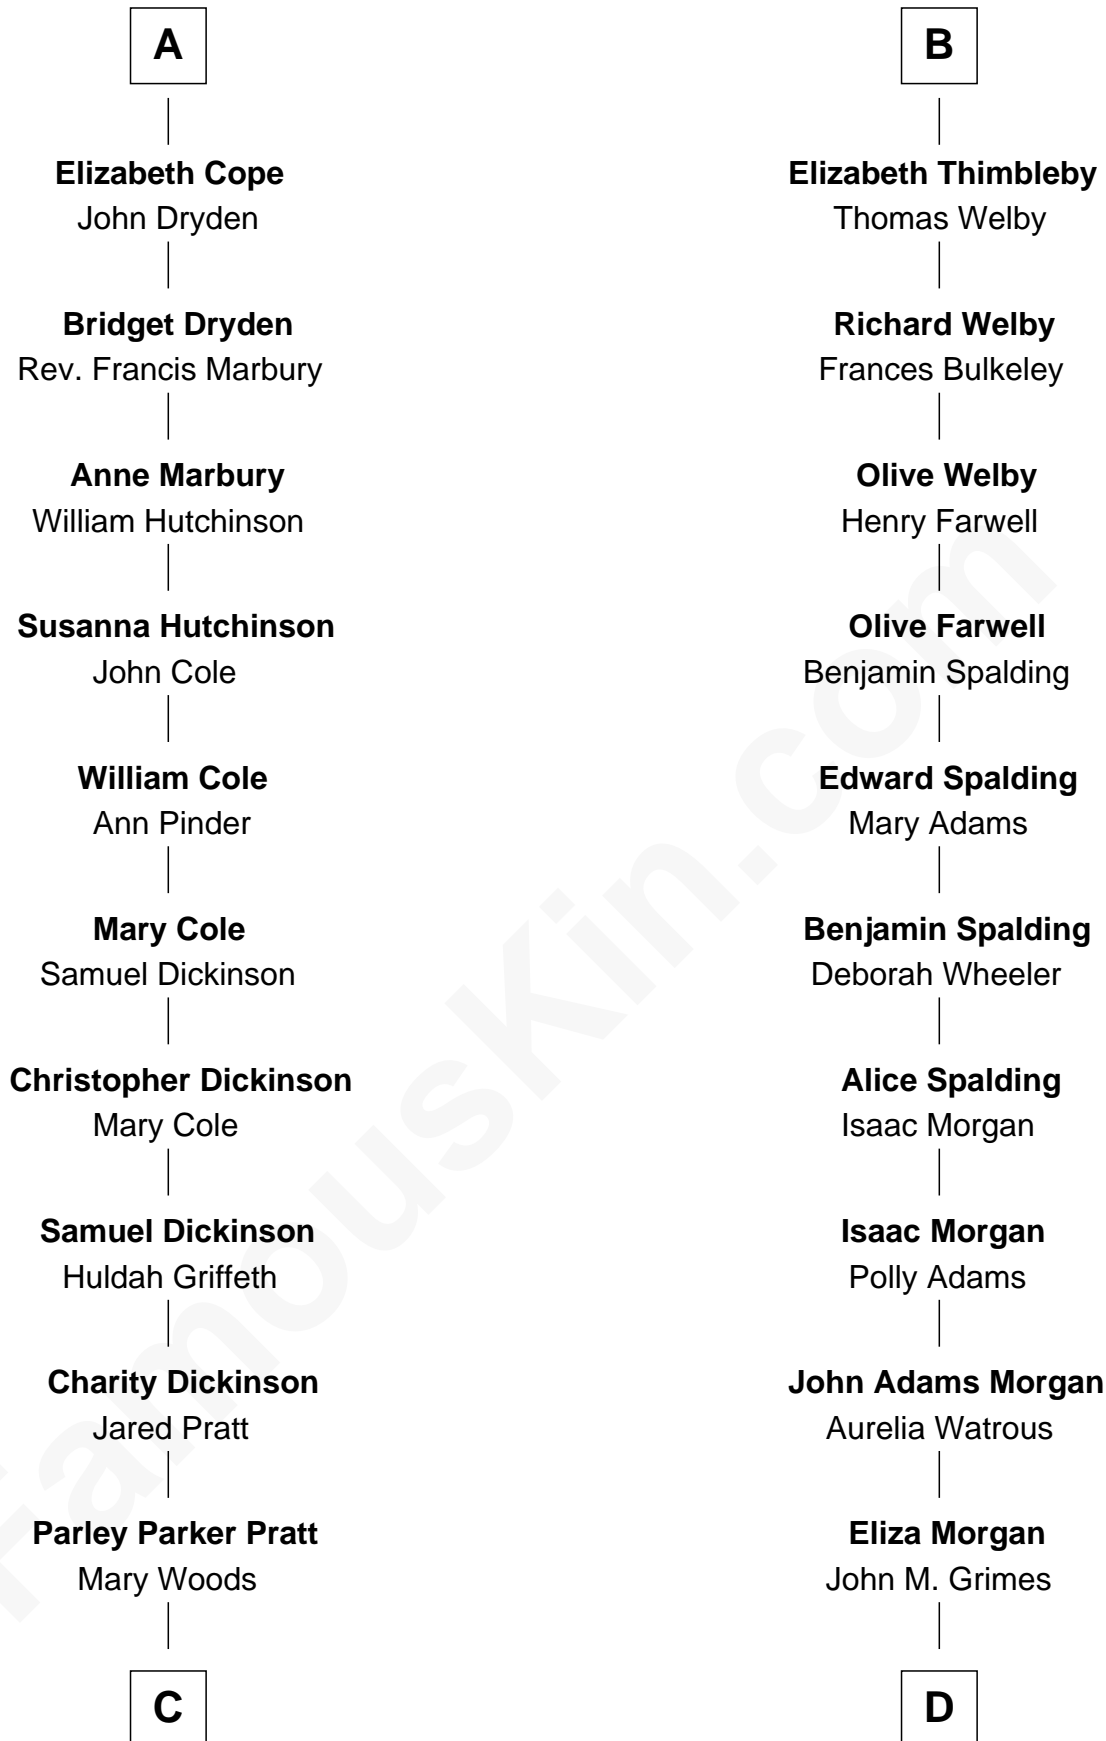 A
Elizabeth Cope
John Dryden
Bridget Dryden
Rev. Francis Marbury
Anne Marbury
William Hutchinson
Susanna Hutchinson
John Cole
William Cole
Ann Pinder
Mary Cole
Samuel Dickinson
Christopher Dickinson
Mary Cole
Samuel Dickinson
Huldah Griffeth
Charity Dickinson
Jared Pratt
Parley Parker Pratt
Mary Woods
C
B
Elizabeth Thimbleby
Thomas Welby
Richard Welby
Frances Bulkeley
Olive Welby
Henry Farwell
Olive Farwell
Benjamin Spalding
Edward Spalding
Mary Adams
Benjamin Spalding
Deborah Wheeler
Alice Spalding
Isaac Morgan
Isaac Morgan
Polly Adams
John Adams Morgan
Aurelia Watrous
Eliza Morgan
John M. Grimes
D
FamousKin.com